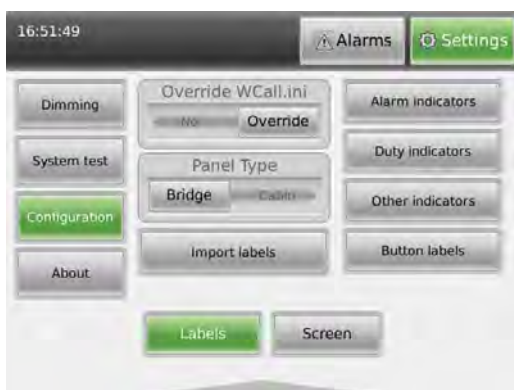 16:51:49
Alarms
Settings
Dimming
System test
Configuration
About
Override WCall.ini
No
Override
Panel Type
Bridge
Cabin
Import labels
Alarm indicators
Duty indicators
Other indicators
Button labels
Labels
Screen